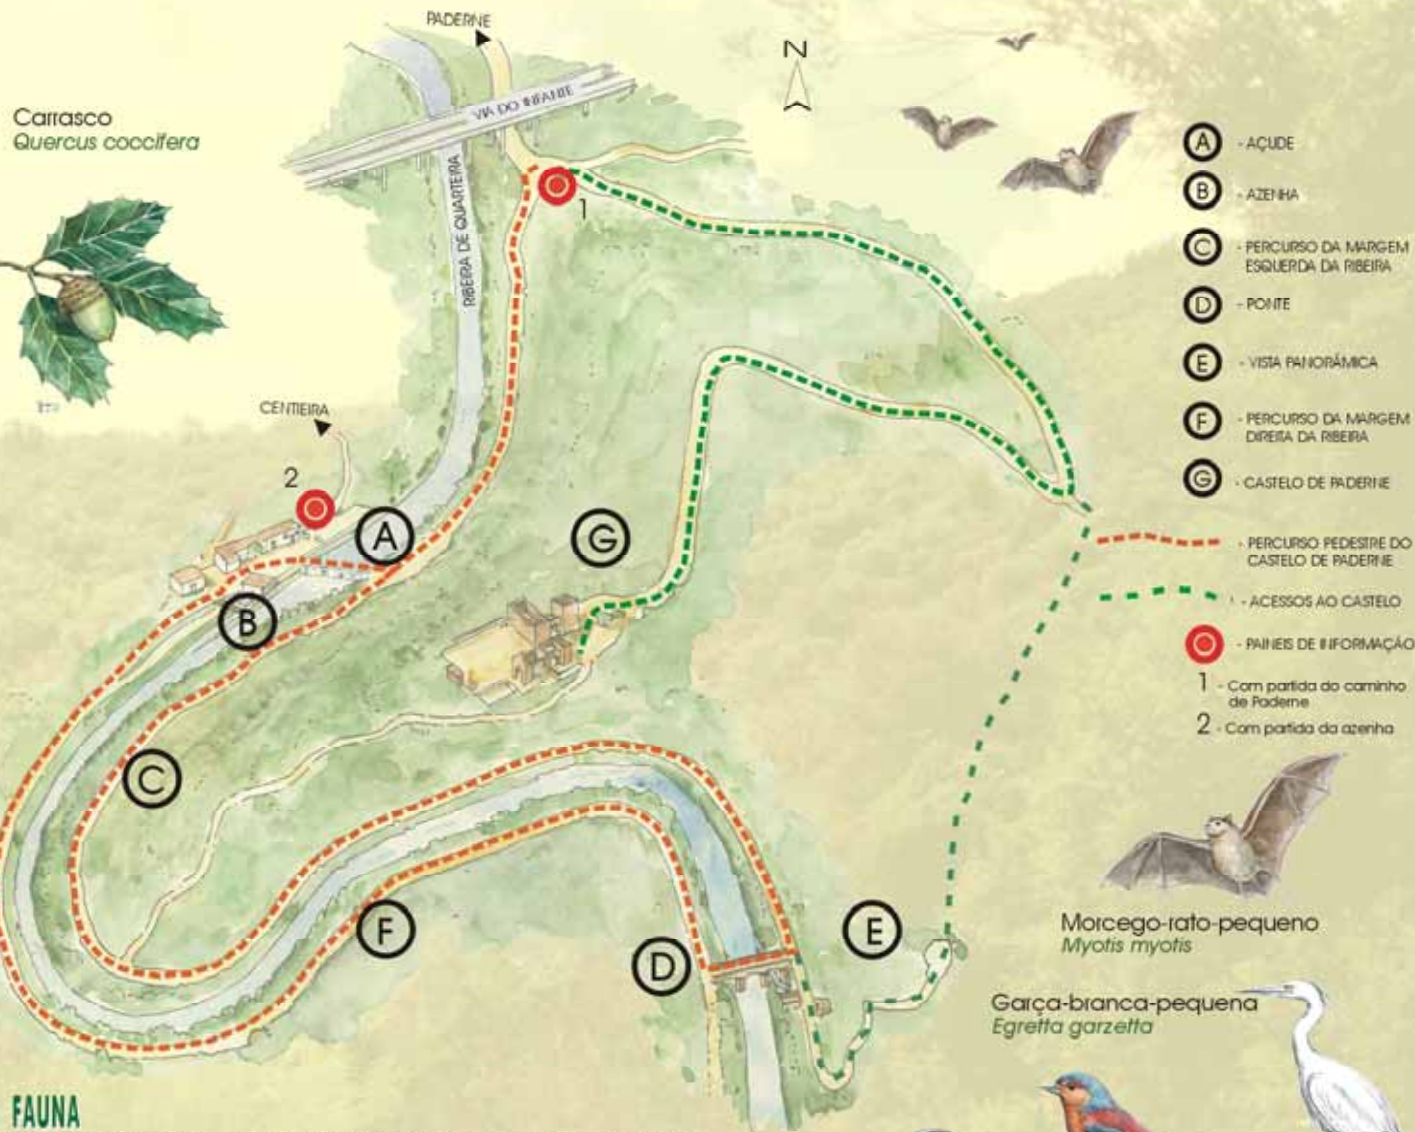 PADERNE
N
VIA DO INFANTE
Carrasco
Quercus coccifera
RIBEIRA DE QUARTEIRA
1
CENTIEIRA
2
A
B
C
D
E
F
G
A - AÇUDE
B - AZENHA
C - PERCURSO DA MARGEM
ESQUERDA DA RIBEIRA
D - PONTE
E - VISTA PANORÂMICA
F - PERCURSO DA MARGEM
DIREITA DA RIBEIRA
G - CASTELO DE PADERNE
- PERCURSO PEDESTRE DO
CASTELO DE PADERNE
- ACESSOS AO CASTELO
- PAINEIS DE INFORMAÇÃO
1 - Com partida do caminho
de Paderne
2 - Com partida da azenha
Morcego-rato-pequeno
Myotis myotis
Garça-branca-pequena
Egretta garzetta
FAUNA